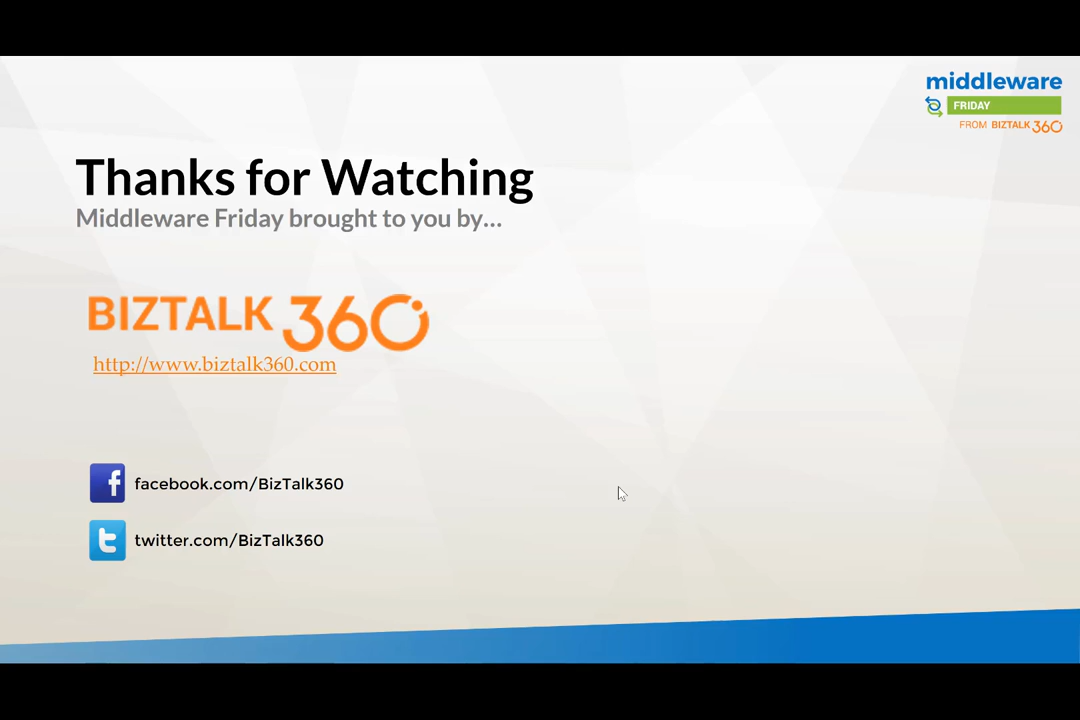 middleware
FRIDAY
FROM BIZTALK 360
Thanks for Watching
Middleware Friday brought to you by...
BIZTALK 360
http://www.biztalk360.com
f facebook.com/BizTalk360
t twitter.com/BizTalk360